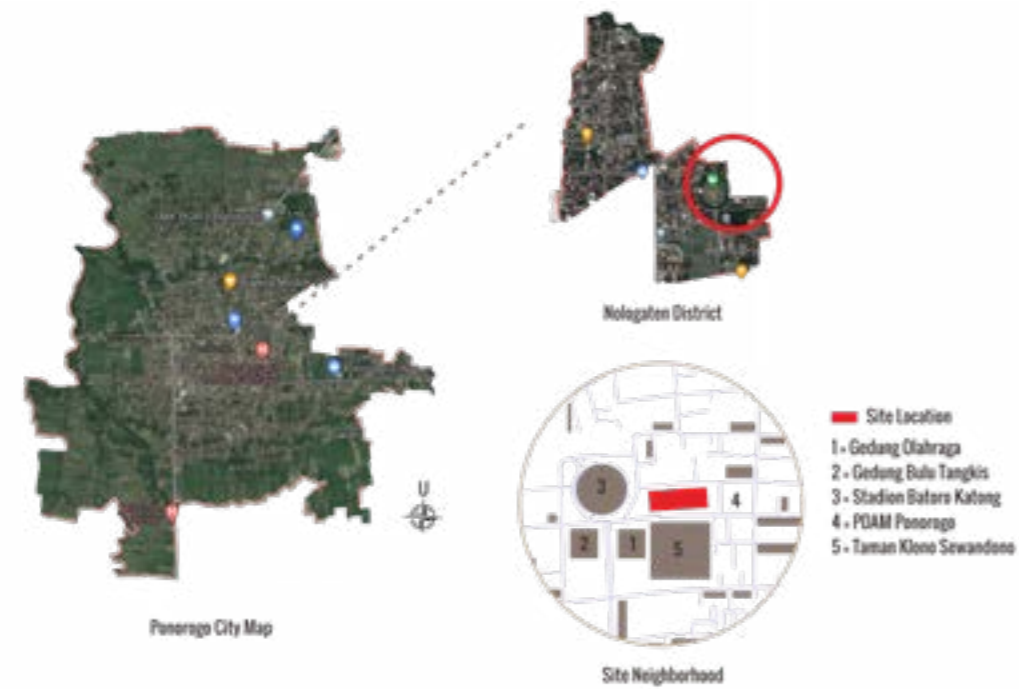 Nologaten District
U
Ponorogo City Map
3
4
2
1
5
Site Neighborhood
Site Location
1 = Gedung Olahraga
2 = Gedung Bulu Tangkis
3 = Stadion Batoro Katong
4 = PDAM Ponorogo
5 = Taman Klono Sewandono